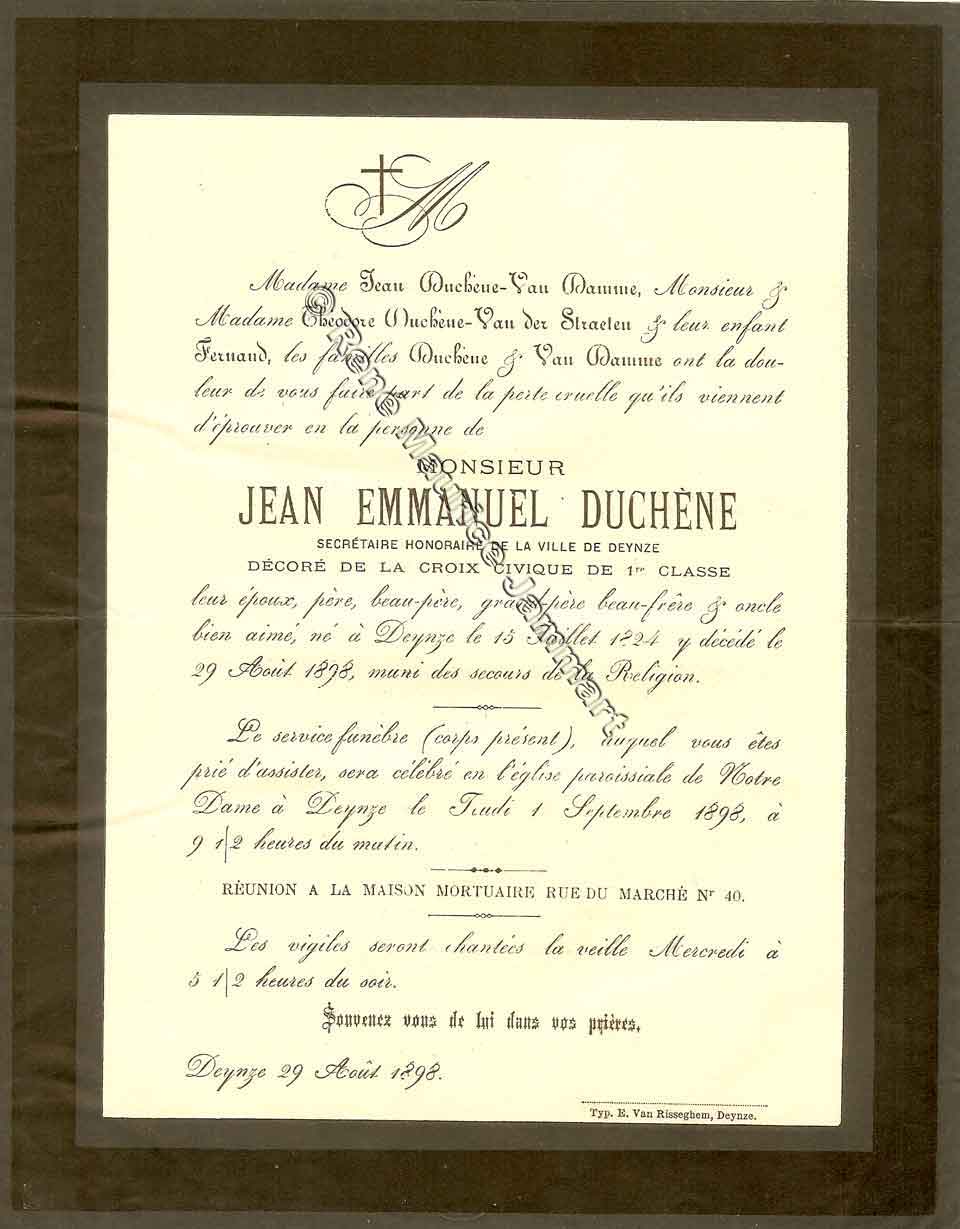 M
Madame Jean Duchène-Van Damme, Monsieur &
Madame Théodore Duchène-Van der Straeten & leur enfant
Fernand, les familles Duchène & Van Damme ont la dou-
leur de vous faire part de la perte cruelle qu'ils viennent
d'éprouver en la personne de
MONSIEUR
JEAN EMMANUEL DUCHÈNE
SECRÉTAIRE HONORAIRE DE LA VILLE DE DEYNZE
DÉCORÉ DE LA CROIX CIVIQUE DE 1re CLASSE
leur époux, père, beau-père, grand-père beau-frère & oncle
bien aimé, né à Deynze le 15 Juillet 1824 y décédé le
29 Août 1898, muni des secours de la Religion.
Le service funèbre (corps présent), auquel vous êtes
prié d'assister, sera célébré en l'église paroissiale de Notre
Dame à Deynze le Jeudi 1 Septembre 1898, à
9 1/2 heures du matin.
RÉUNION A LA MAISON MORTUAIRE RUE DU MARCHÉ Nr 40.
Les vigiles seront chantées la veille Mercredi à
5 1/2 heures du soir.
Souvenez vous de lui dans vos prières.
Deynze 29 Août 1898.
Typ. E. Van Risseghem, Deynze.
© René Maurice Jammart